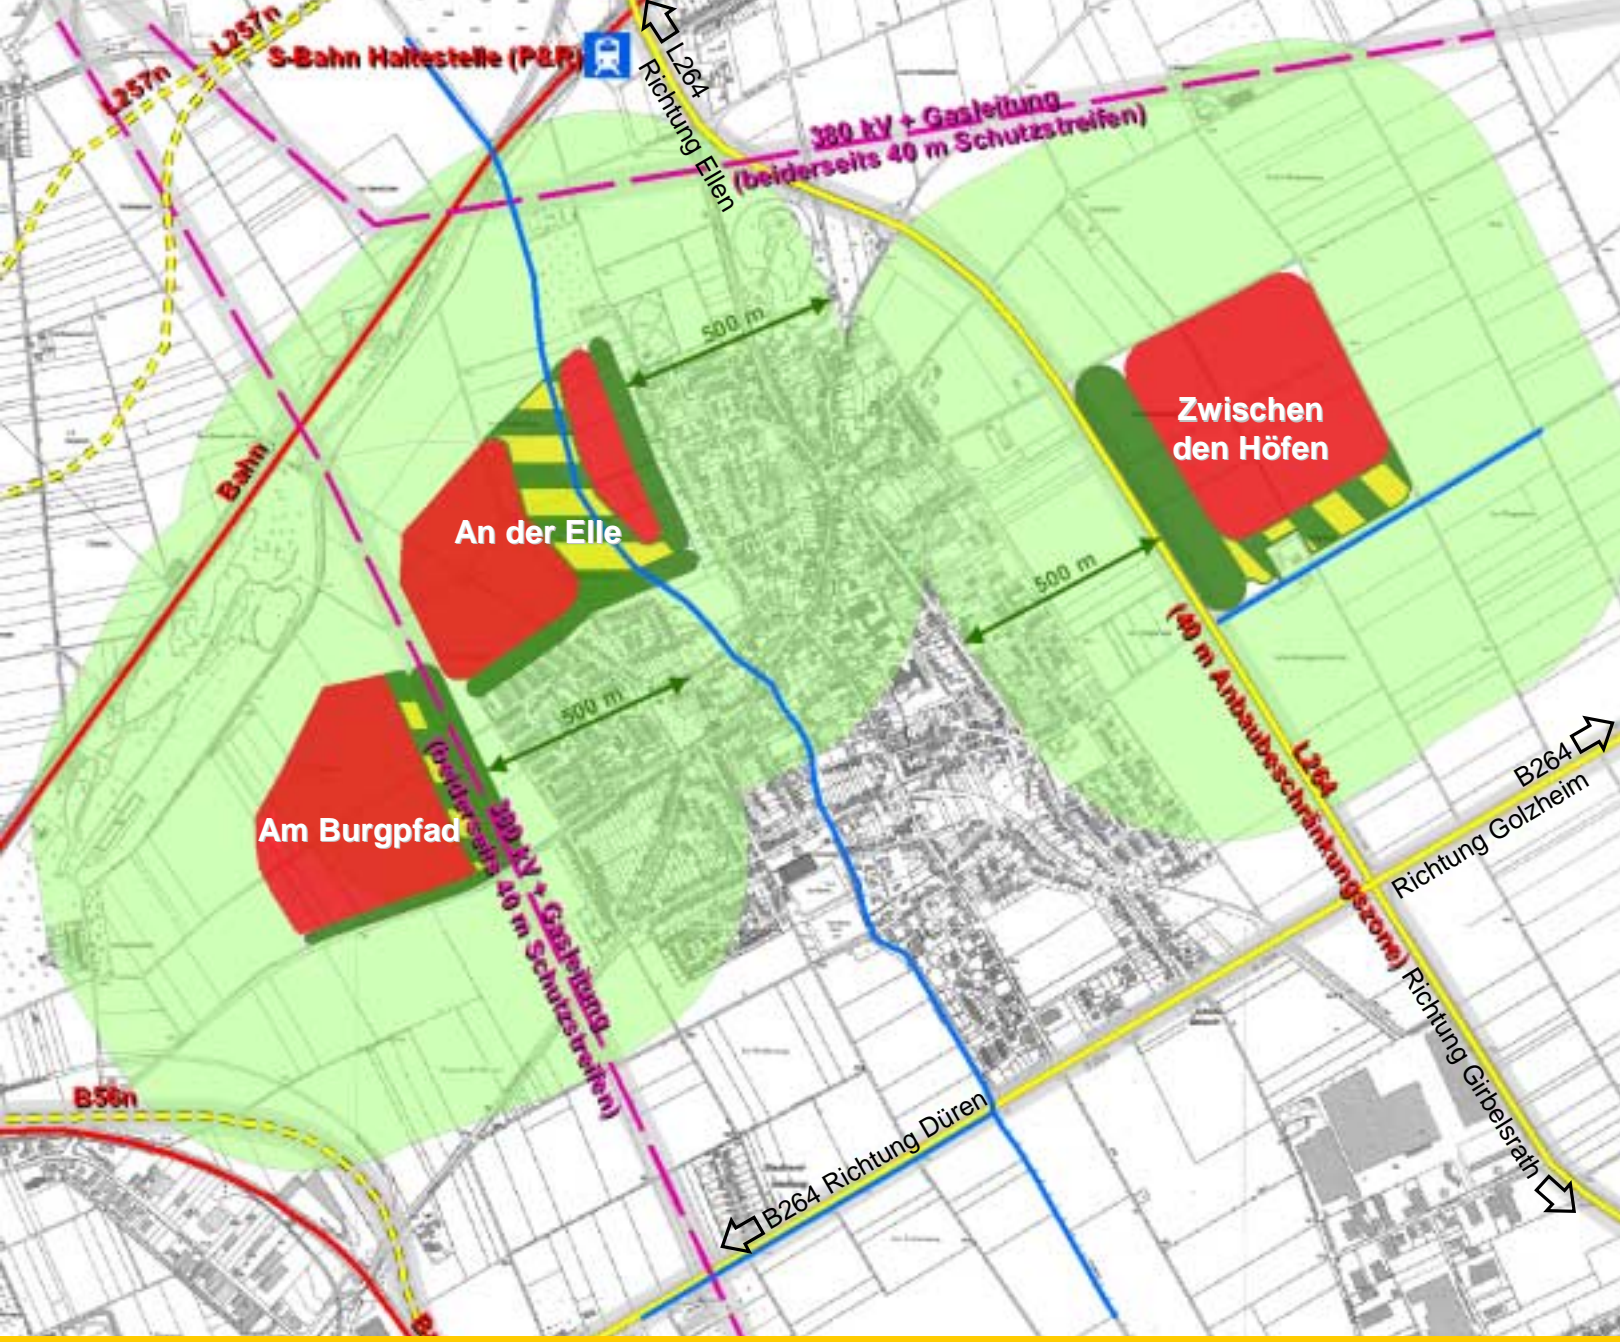 L257n
L257n
S-Bahn Haltestelle (P&R)
L264
Richtung Ellen
380 kV + Gasleitung
(beiderseits 40 m Schutzstreifen)
500 m
Zwischen
den Höfen
Bahn
An der Elle
500 m
500 m
(40 m Anbaubeschränkungszone)
L264
B264
Richtung Golzheim
Am Burgpfad
380 kV + Gasleitung
(beiderseits 40 m Schutzstreifen)
Richtung Girbelsrath
B56n
B264 Richtung Düren